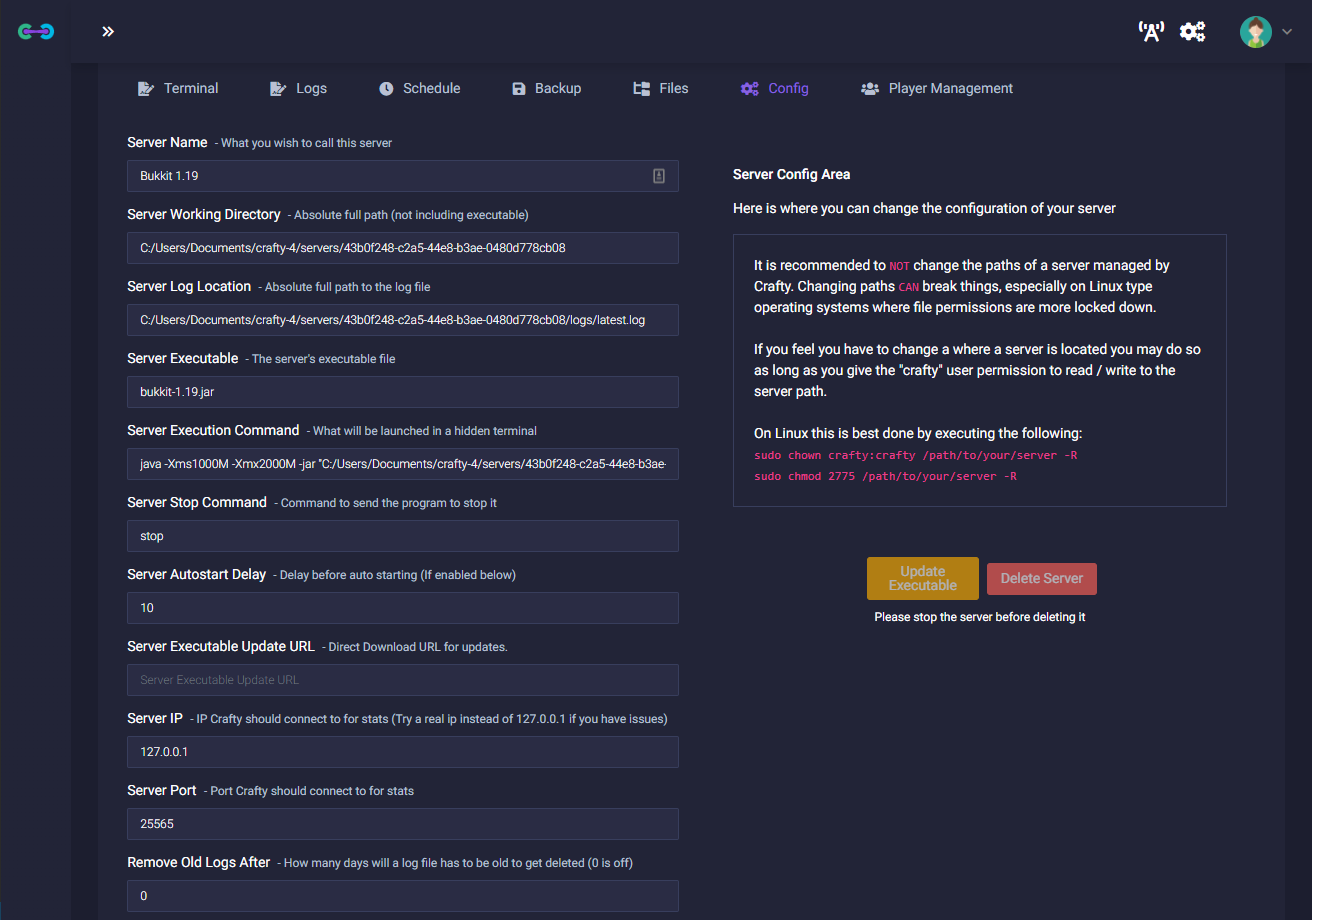 Terminal
Logs
Schedule
Backup
Files
Config
Player Management
Server Name - What you wish to call this server
Bukkit 1.19
Server Working Directory - Absolute full path (not including executable)
C:/Users/Documents/crafty-4/servers/43b0f248-c2a5-44e8-b3ae-0480d778cb08
Server Log Location - Absolute full path to the log file
C:/Users/Documents/crafty-4/servers/43b0f248-c2a5-44e8-b3ae-0480d778cb08/logs/latest.log
Server Executable - The server's executable file
bukkit-1.19.jar
Server Execution Command - What will be launched in a hidden terminal
java -Xms1000M -Xmx2000M -jar "C:/Users/Documents/crafty-4/servers/43b0f248-c2a5-44e8-b3ae-
Server Stop Command - Command to send the program to stop it
stop
Server Autostart Delay - Delay before auto starting (If enabled below)
10
Server Executable Update URL - Direct Download URL for updates.
Server Executable Update URL
Server IP - IP Crafty should connect to for stats (Try a real ip instead of 127.0.0.1 if you have issues)
127.0.0.1
Server Port - Port Crafty should connect to for stats
25565
Remove Old Logs After - How many days will a log file has to be old to get deleted (0 is off)
0
Server Config Area
Here is where you can change the configuration of your server
It is recommended to NOT change the paths of a server managed by
Crafty. Changing paths CAN break things, especially on Linux type
operating systems where file permissions are more locked down.
If you feel you have to change a where a server is located you may do so
as long as you give the "crafty" user permission to read / write to the
server path.
On Linux this is best done by executing the following:
sudo chown crafty:crafty /path/to/your/server -R
sudo chmod 2775 /path/to/your/server -R
Update
Executable
Delete Server
Please stop the server before deleting it